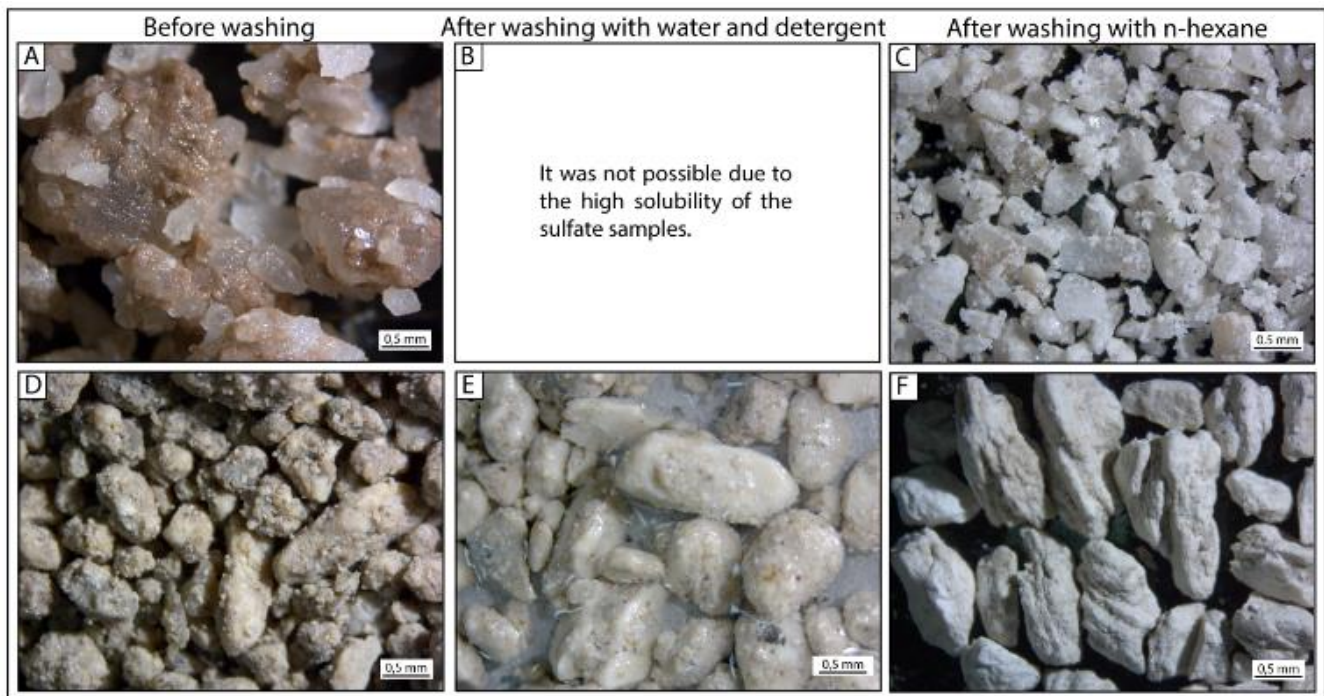 Before washing
After washing with water and detergent
After washing with n-hexane
A
B
C
It was not possible due to
the high solubility of the
sulfate samples.
0,5 mm
0.5 mm
D
E
F
0,5 mm
0,5 mm
0,5 mm